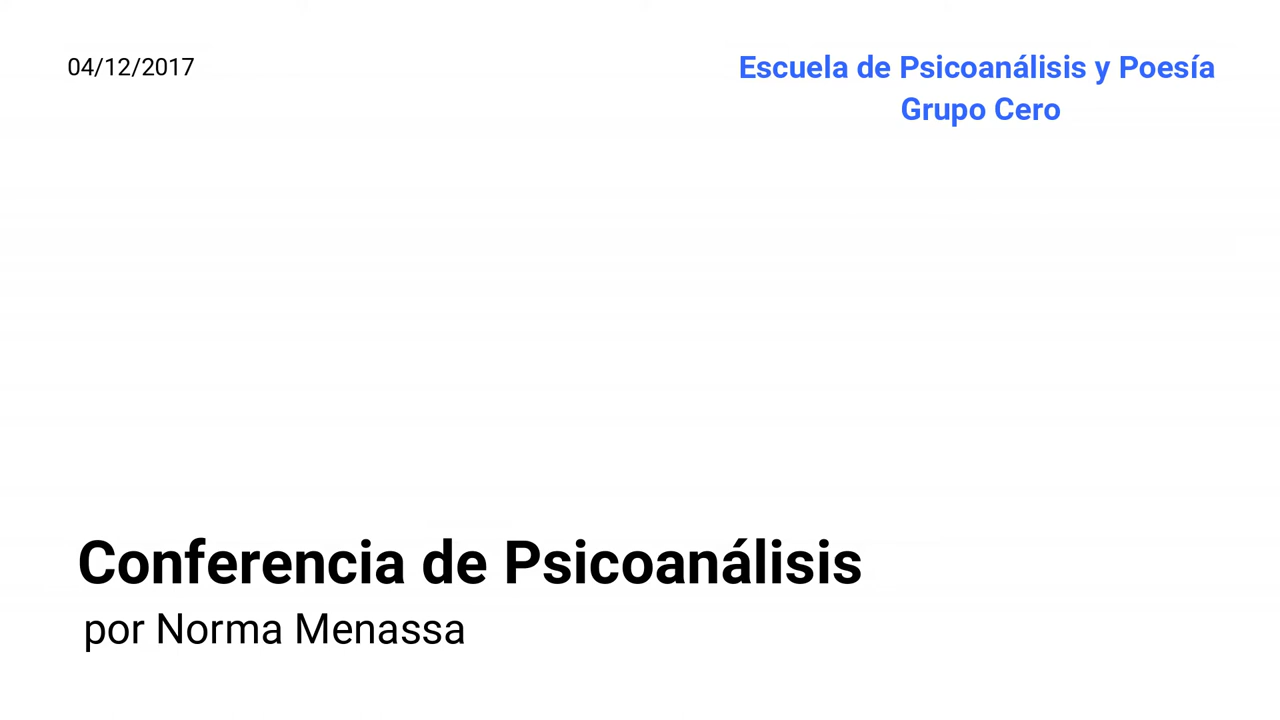 04/12/2017
Escuela de Psicoanálisis y Poesía
Grupo Cero
Conferencia de Psicoanálisis
por Norma Menassa